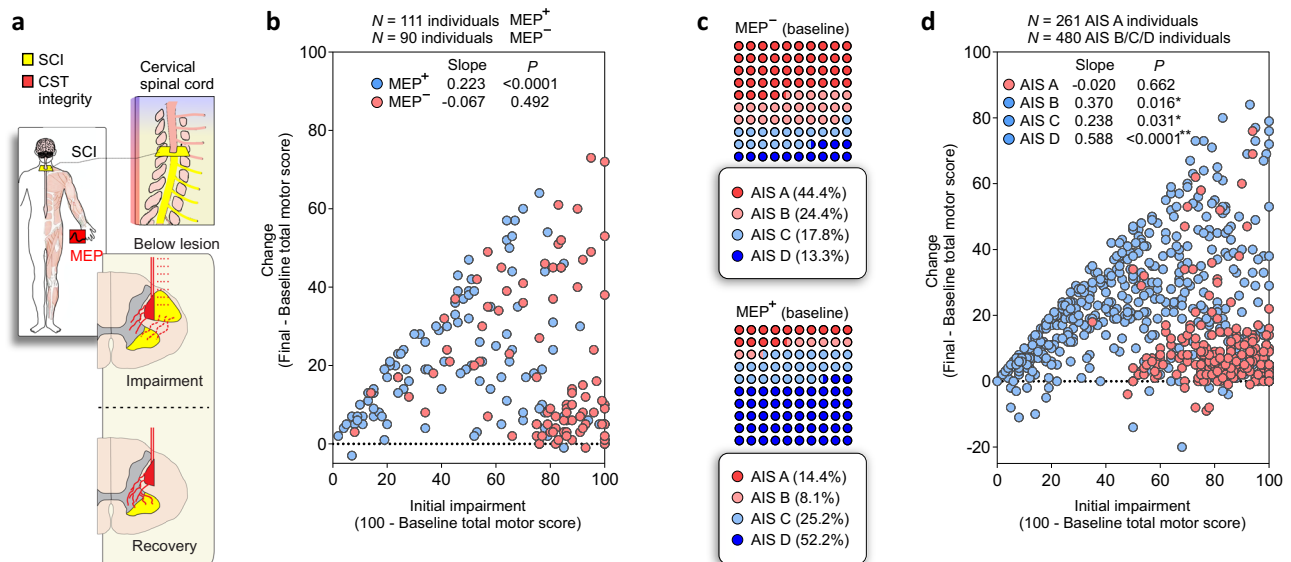 a
SCI
CST
integrity
Cervical
spinal cord
SCI
MEP
Below lesion
Impairment
Recovery
b
N = 111 individuals MEP+
N = 90 individuals MEP−
Slope P
MEP+ 0.223 <0.0001
MEP− -0.067 0.492
Change
(Final - Baseline total motor score)
100
80
60
40
20
0
0 20 40 60 80 100
Initial impairment
(100 - Baseline total motor score)
c
MEP− (baseline)
AIS A (44.4%)
AIS B (24.4%)
AIS C (17.8%)
AIS D (13.3%)
MEP+ (baseline)
AIS A (14.4%)
AIS B (8.1%)
AIS C (25.2%)
AIS D (52.2%)
d
N = 261 AIS A individuals
N = 480 AIS B/C/D individuals
Slope P
AIS A -0.020 0.662
AIS B 0.370 0.016*
AIS C 0.238 0.031*
AIS D 0.588 <0.0001**
Change
(Final - Baseline total motor score)
100
80
60
40
20
0
-20
0 20 40 60 80 100
Initial impairment
(100 - Baseline total motor score)